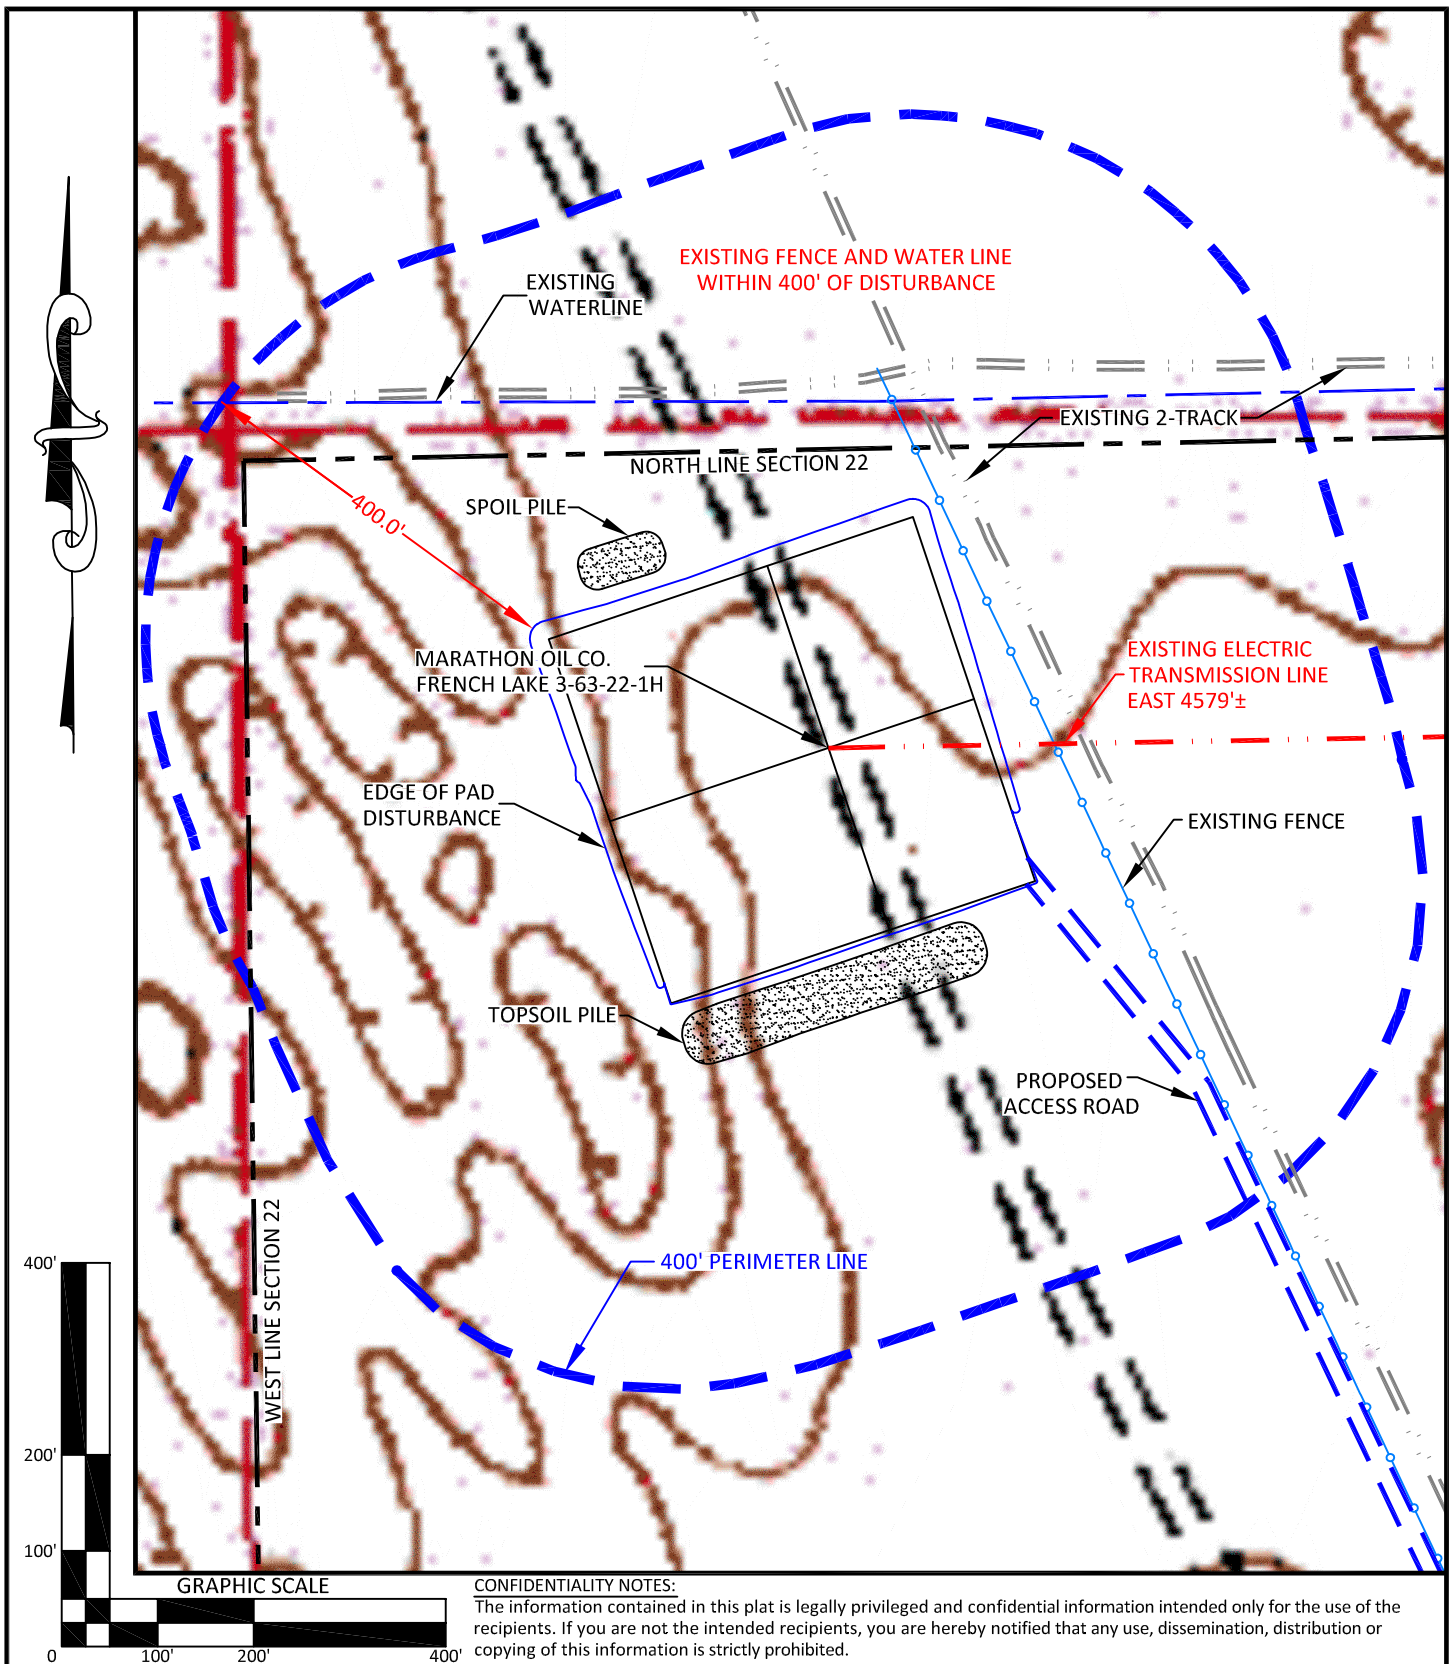 EXISTING FENCE AND WATER LINE
WITHIN 400' OF DISTURBANCE
EXISTING
WATERLINE
EXISTING 2-TRACK
NORTH LINE SECTION 22
400.0'
SPOIL PILE
MARATHON OIL CO.
FRENCH LAKE 3-63-22-1H
EXISTING ELECTRIC
TRANSMISSION LINE
EAST 4579'±
EDGE OF PAD
DISTURBANCE
EXISTING FENCE
TOPSOIL PILE
PROPOSED
ACCESS ROAD
WEST LINE SECTION 22
400' PERIMETER LINE
400'
200'
100'
GRAPHIC SCALE
0
100'
200'
400'
CONFIDENTIALITY NOTES:
The information contained in this plat is legally privileged and confidential information intended only for the use of the
recipients. If you are not the intended recipients, you are hereby notified that any use, dissemination, distribution or
copying of this information is strictly prohibited.